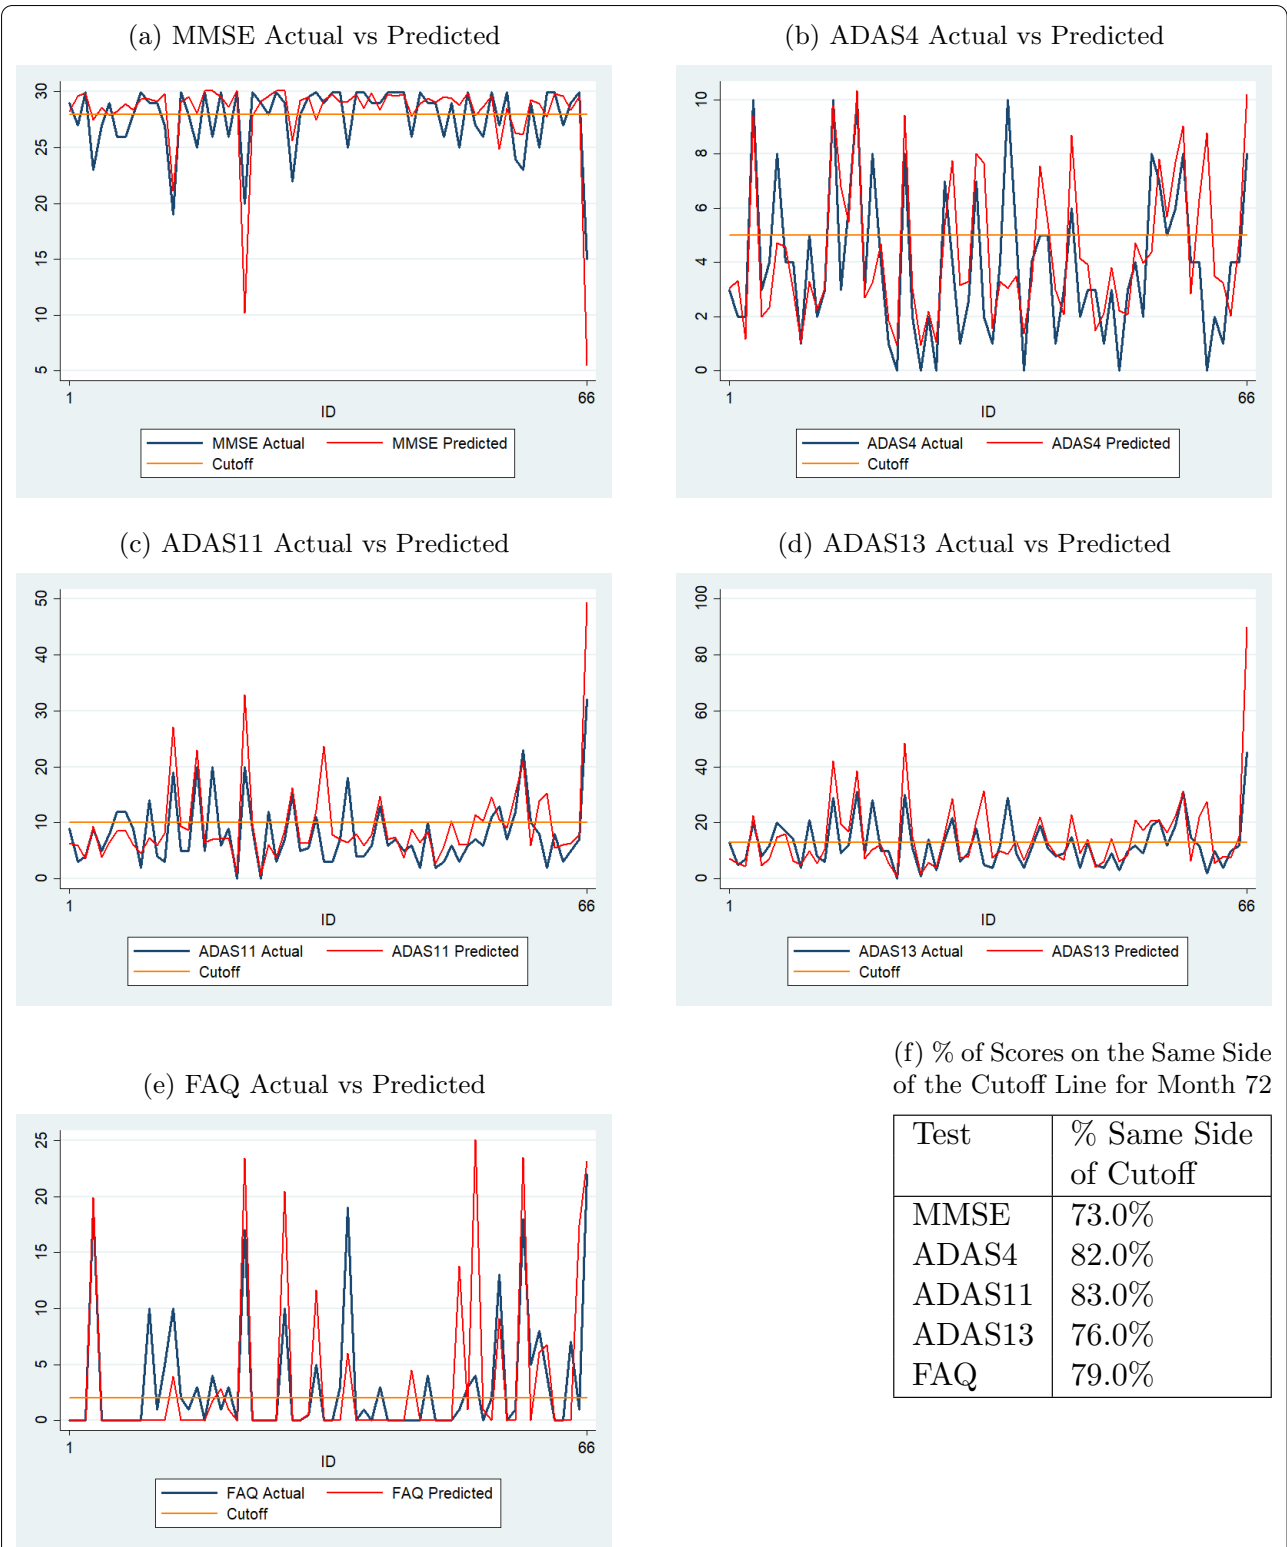 (a) MMSE Actual vs Predicted
30
25
20
15
10
5
1
66
ID
MMSE Actual
MMSE Predicted
Cutoff
(b) ADAS4 Actual vs Predicted
10
8
6
4
2
0
1
66
ID
ADAS4 Actual
ADAS4 Predicted
Cutoff
(c) ADAS11 Actual vs Predicted
50
40
30
20
10
0
1
66
ID
ADAS11 Actual
ADAS11 Predicted
Cutoff
(d) ADAS13 Actual vs Predicted
100
80
60
40
20
0
1
66
ID
ADAS13 Actual
ADAS13 Predicted
Cutoff
(e) FAQ Actual vs Predicted
25
20
15
10
5
0
1
66
ID
FAQ Actual
FAQ Predicted
Cutoff
(f) % of Scores on the Same Side
of the Cutoff Line for Month 72
Test % Same Side
of Cutoff
MMSE 73.0%
ADAS4 82.0%
ADAS11 83.0%
ADAS13 76.0%
FAQ 79.0%